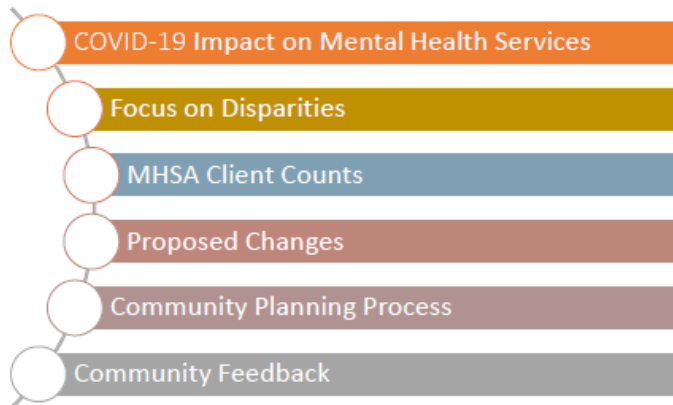 COVID-19 Impact on Mental Health Services
Focus on Disparities
MHSA Client Counts
Proposed Changes
Community Planning Process
Community Feedback